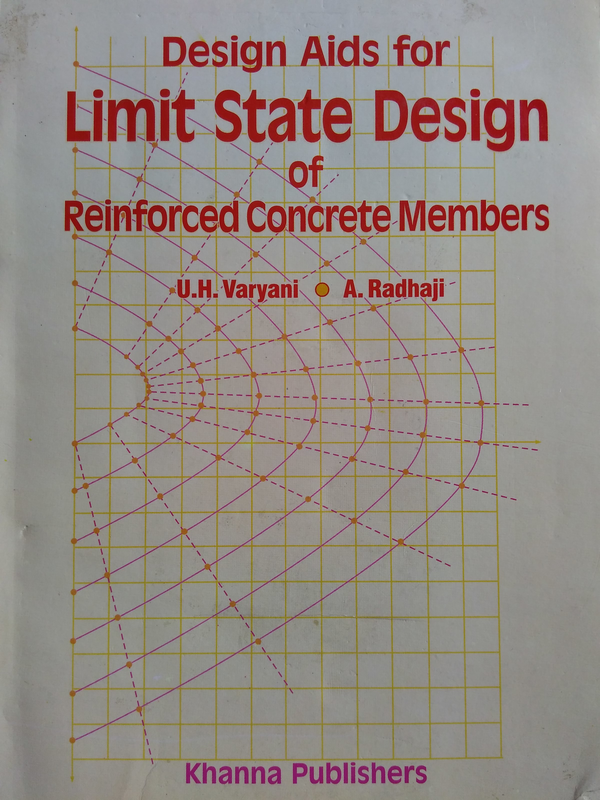 Design Aids for
Limit State Design
of
Reinforced Concrete Members
U.H. Varyani A. Radhaji
Khanna Publishers